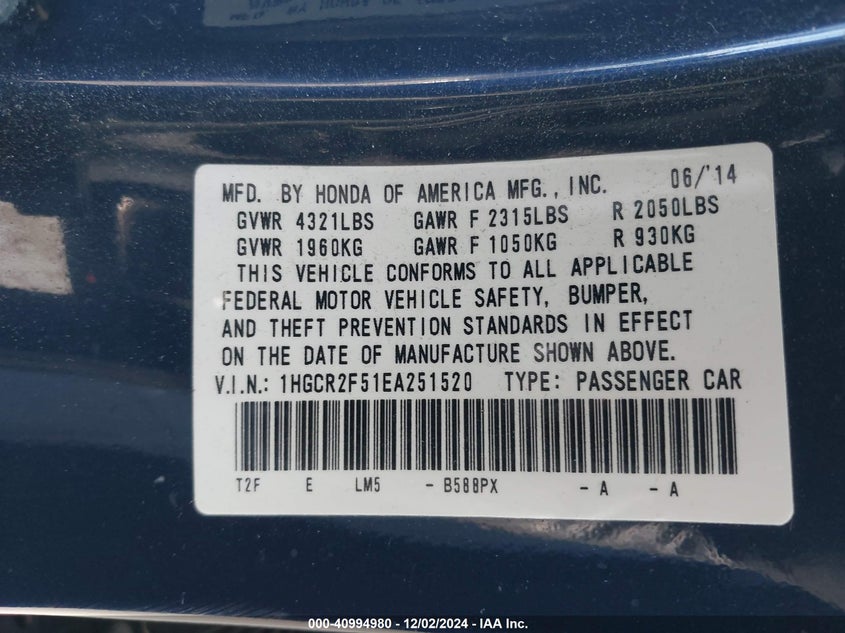 MFD. BY HONDA OF AMERICA MFG., INC. 06/'14
GVWR 4321LBS GAWR F 2315LBS R 2050LBS
GVWR 1960KG GAWR F 1050KG R 930KG
THIS VEHICLE CONFORMS TO ALL APPLICABLE
FEDERAL MOTOR VEHICLE SAFETY, BUMPER,
AND THEFT PREVENTION STANDARDS IN EFFECT
ON THE DATE OF MANUFACTURE SHOWN ABOVE.
V.I.N.: 1HGCR2F51EA251520 TYPE: PASSENGER CAR
T2F E LM5 - B588PX - A - A
000-40994980 - 12/02/2024 - IAA Inc.